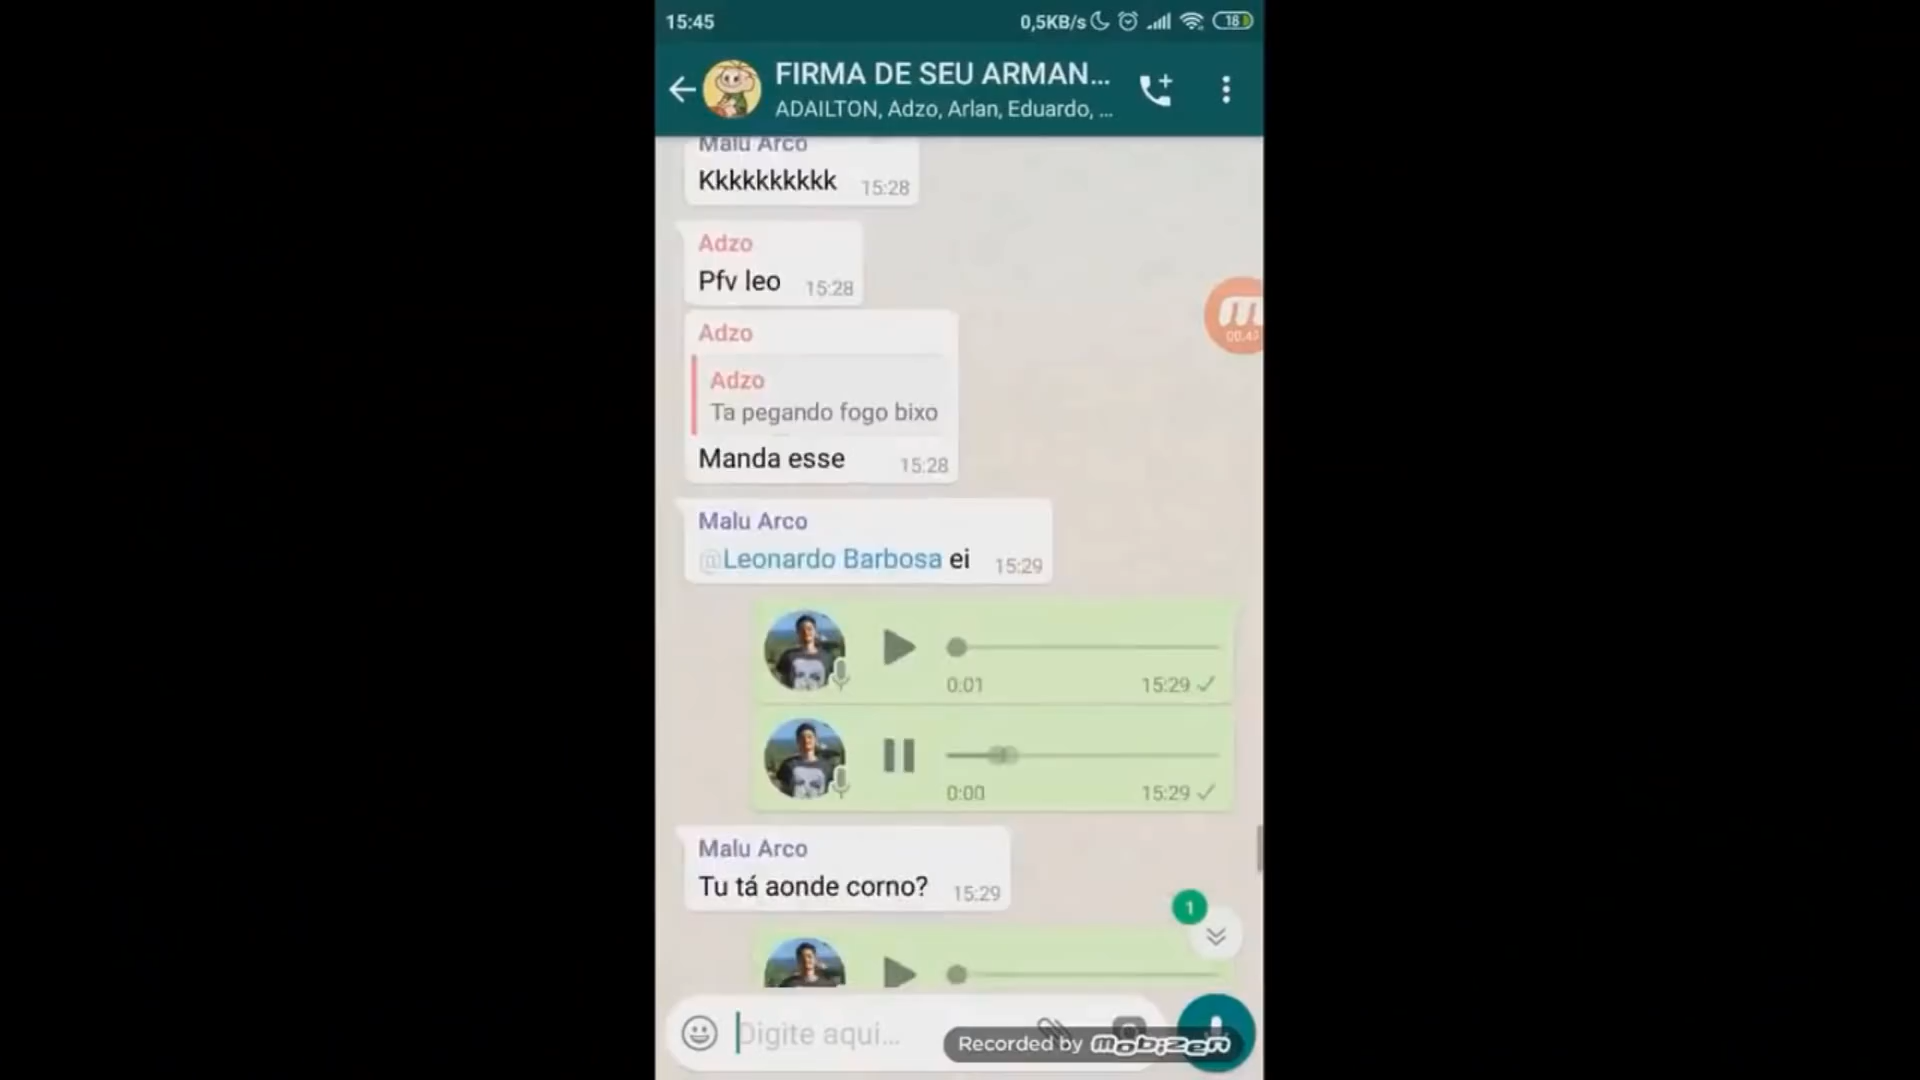 15:45
0,5KB/s
18
FIRMA DE SEU ARMAN...
ADAILTON, Adzo, Arlan, Eduardo, ...
Malu Arco
Kkkkkkkkkk 15:28
Adzo
Pfv leo 15:28
Adzo
Adzo
Ta pegando fogo bixo
Manda esse 15:28
Malu Arco
@Leonardo Barbosa ei 15:29
0:01 15:29
0:00 15:29
Malu Arco
Tu tá aonde corno? 15:29
1
Digite aqui...
Recorded by mobizen